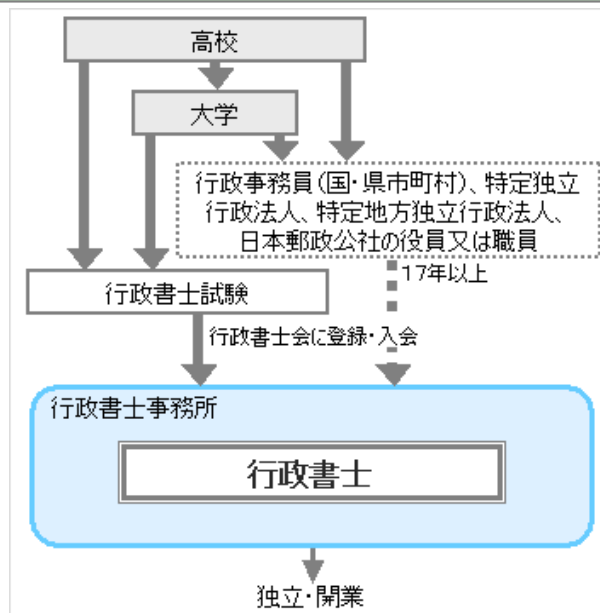 高校
大学
行政事務員(国・県市町村)、特定独立
行政法人、特定地方独立行政法人、
日本郵政公社の役員又は職員
17年以上
行政書士試験
行政書士会に登録・入会
行政書士事務所
行政書士
独立・開業